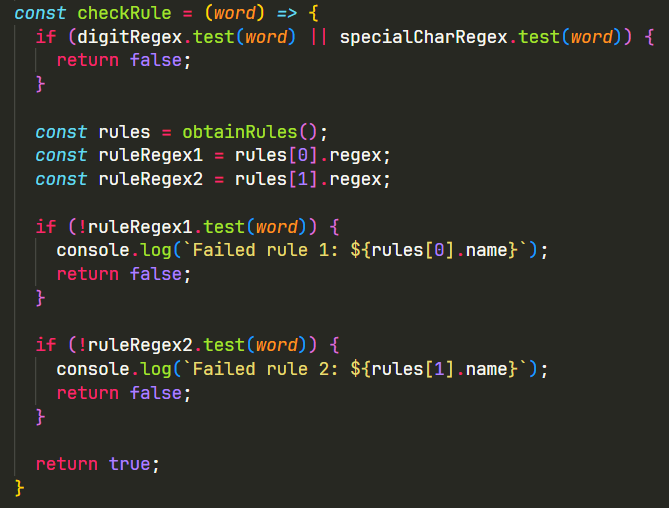 const checkRule = (word) => {
  if (digitRegex.test(word) || specialCharRegex.test(word)) {
    return false;
  }

  const rules = obtainRules();
  const ruleRegex1 = rules[0].regex;
  const ruleRegex2 = rules[1].regex;

  if (!ruleRegex1.test(word)) {
    console.log(`Failed rule 1: ${rules[0].name}`);
    return false;
  }

  if (!ruleRegex2.test(word)) {
    console.log(`Failed rule 2: ${rules[1].name}`);
    return false;
  }

  return true;
}